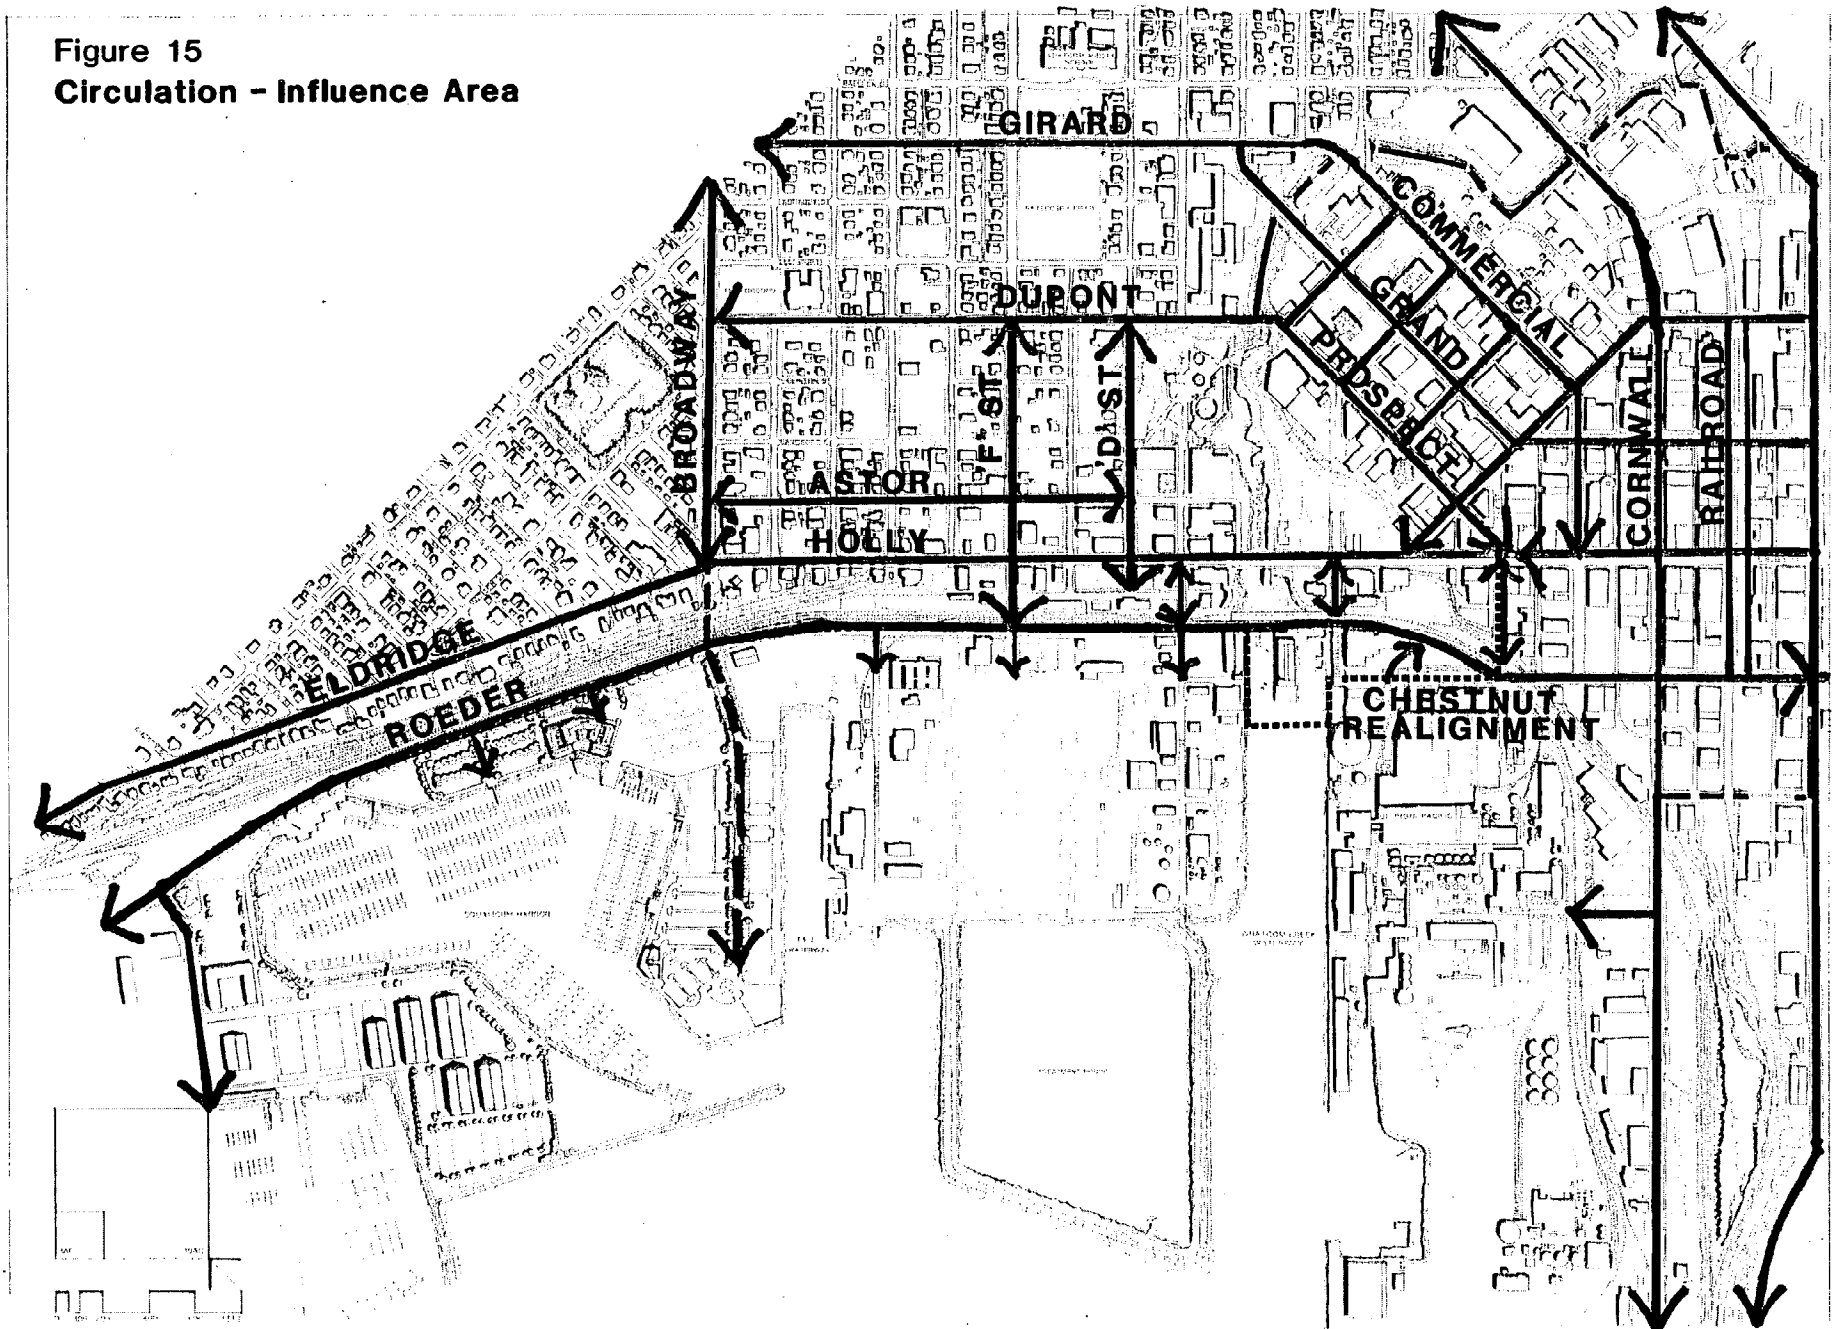 Figure 15
Circulation - Influence Area
GIRARD
COMMERCIAL
DUPONT
GRAND
PROSPECT
BROADWAY
'F' ST
'D' ST
CORNWALL
RAILROAD
ASTOR
HOLLY
ELDRIDGE
ROEDER
CHESTNUT
REALIGNMENT